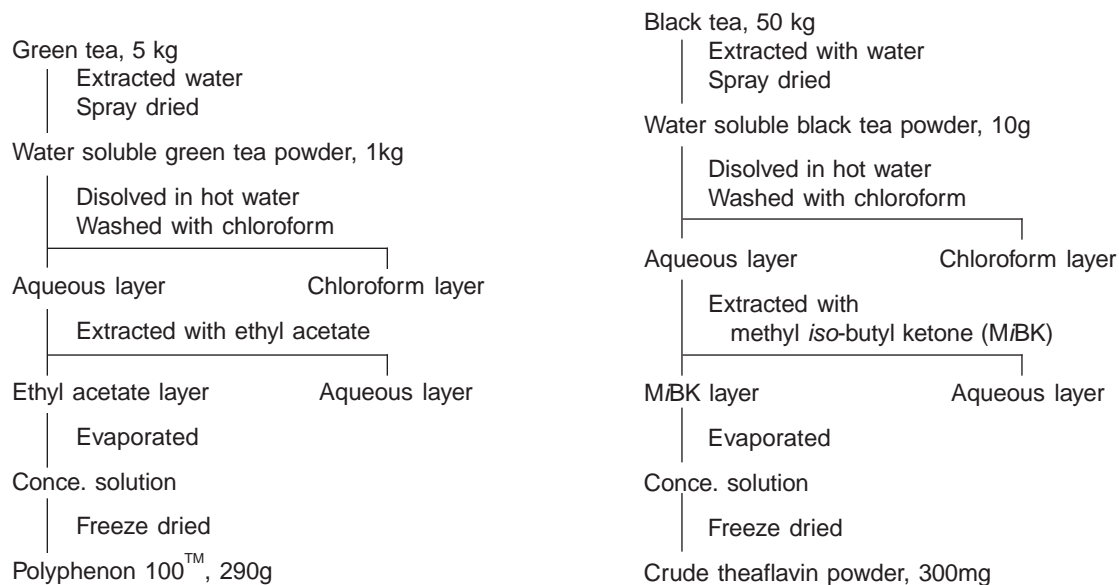 Green tea, 5 kg
Extracted water
Spray dried
Water soluble green tea powder, 1kg
Disolved in hot water
Washed with chloroform
Aqueous layer
Chloroform layer
Extracted with ethyl acetate
Ethyl acetate layer
Aqueous layer
Evaporated
Conce. solution
Freeze dried
Polyphenon 100™, 290g
Black tea, 50 kg
Extracted with water
Spray dried
Water soluble black tea powder, 10g
Disolved in hot water
Washed with chloroform
Aqueous layer
Chloroform layer
Extracted with
methyl iso-butyl ketone (MiBK)
MiBK layer
Aqueous layer
Evaporated
Conce. solution
Freeze dried
Crude theaflavin powder, 300mg